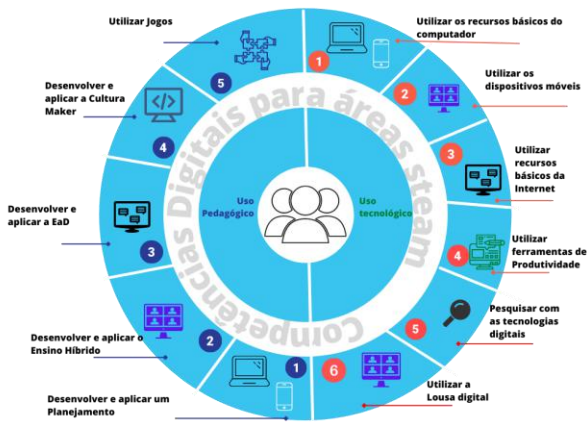 Utilizar Jogos
Utilizar os recursos básicos do
computador
Desenvolver e
aplicar a Cultura
Maker
Utilizar os
dispositivos móveis
Utilizar
recursos
básicos da
Internet
Desenvolver e
aplicar a EaD
Utilizar
ferramentas de
Produtividade
Pesquisar com
as tecnologias
digitais
Desenvolver e aplicar o
Ensino Híbrido
Utilizar a
Lousa digital
Desenvolver e aplicar um
Planejamento
Competências Digitais para áreas steam
Uso
Pedagógico
Uso
tecnológico
1
2
3
4
5
6
1
2
3
4
5